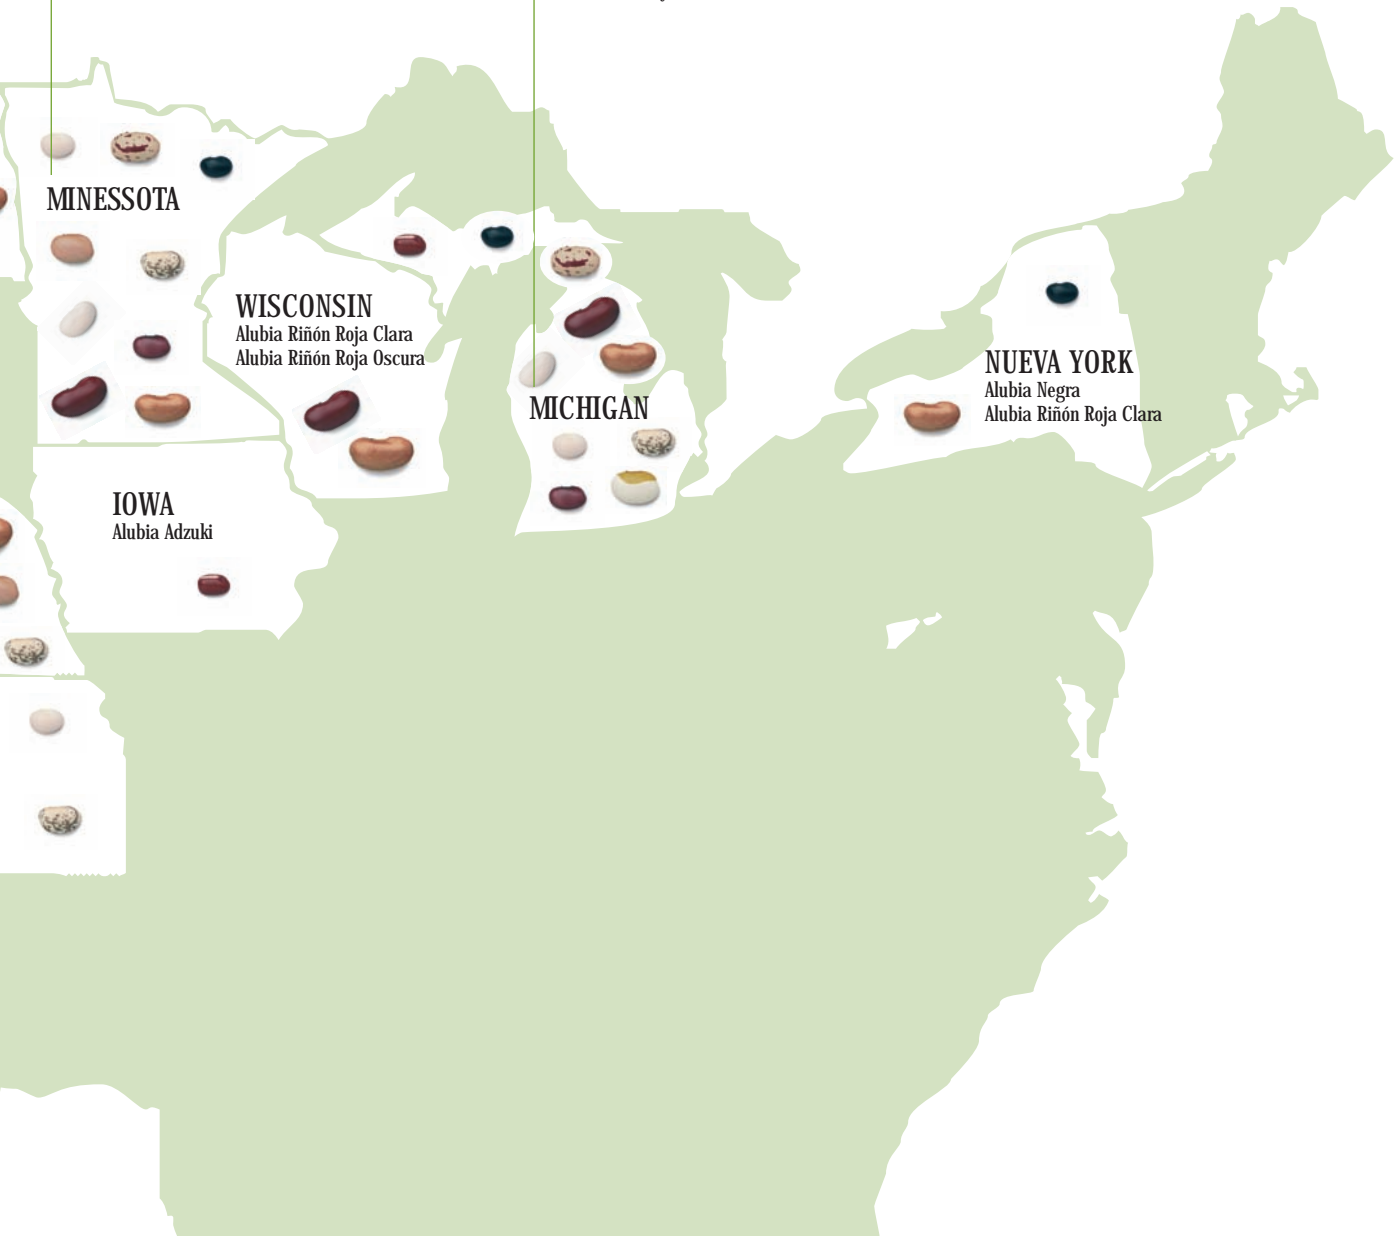 MINESSOTA
WISCONSIN
Alubia Riñón Roja Clara
Alubia Riñón Roja Oscura
MICHIGAN
NUEVA YORK
Alubia Negra
Alubia Riñón Roja Clara
IOWA
Alubia Adzuki